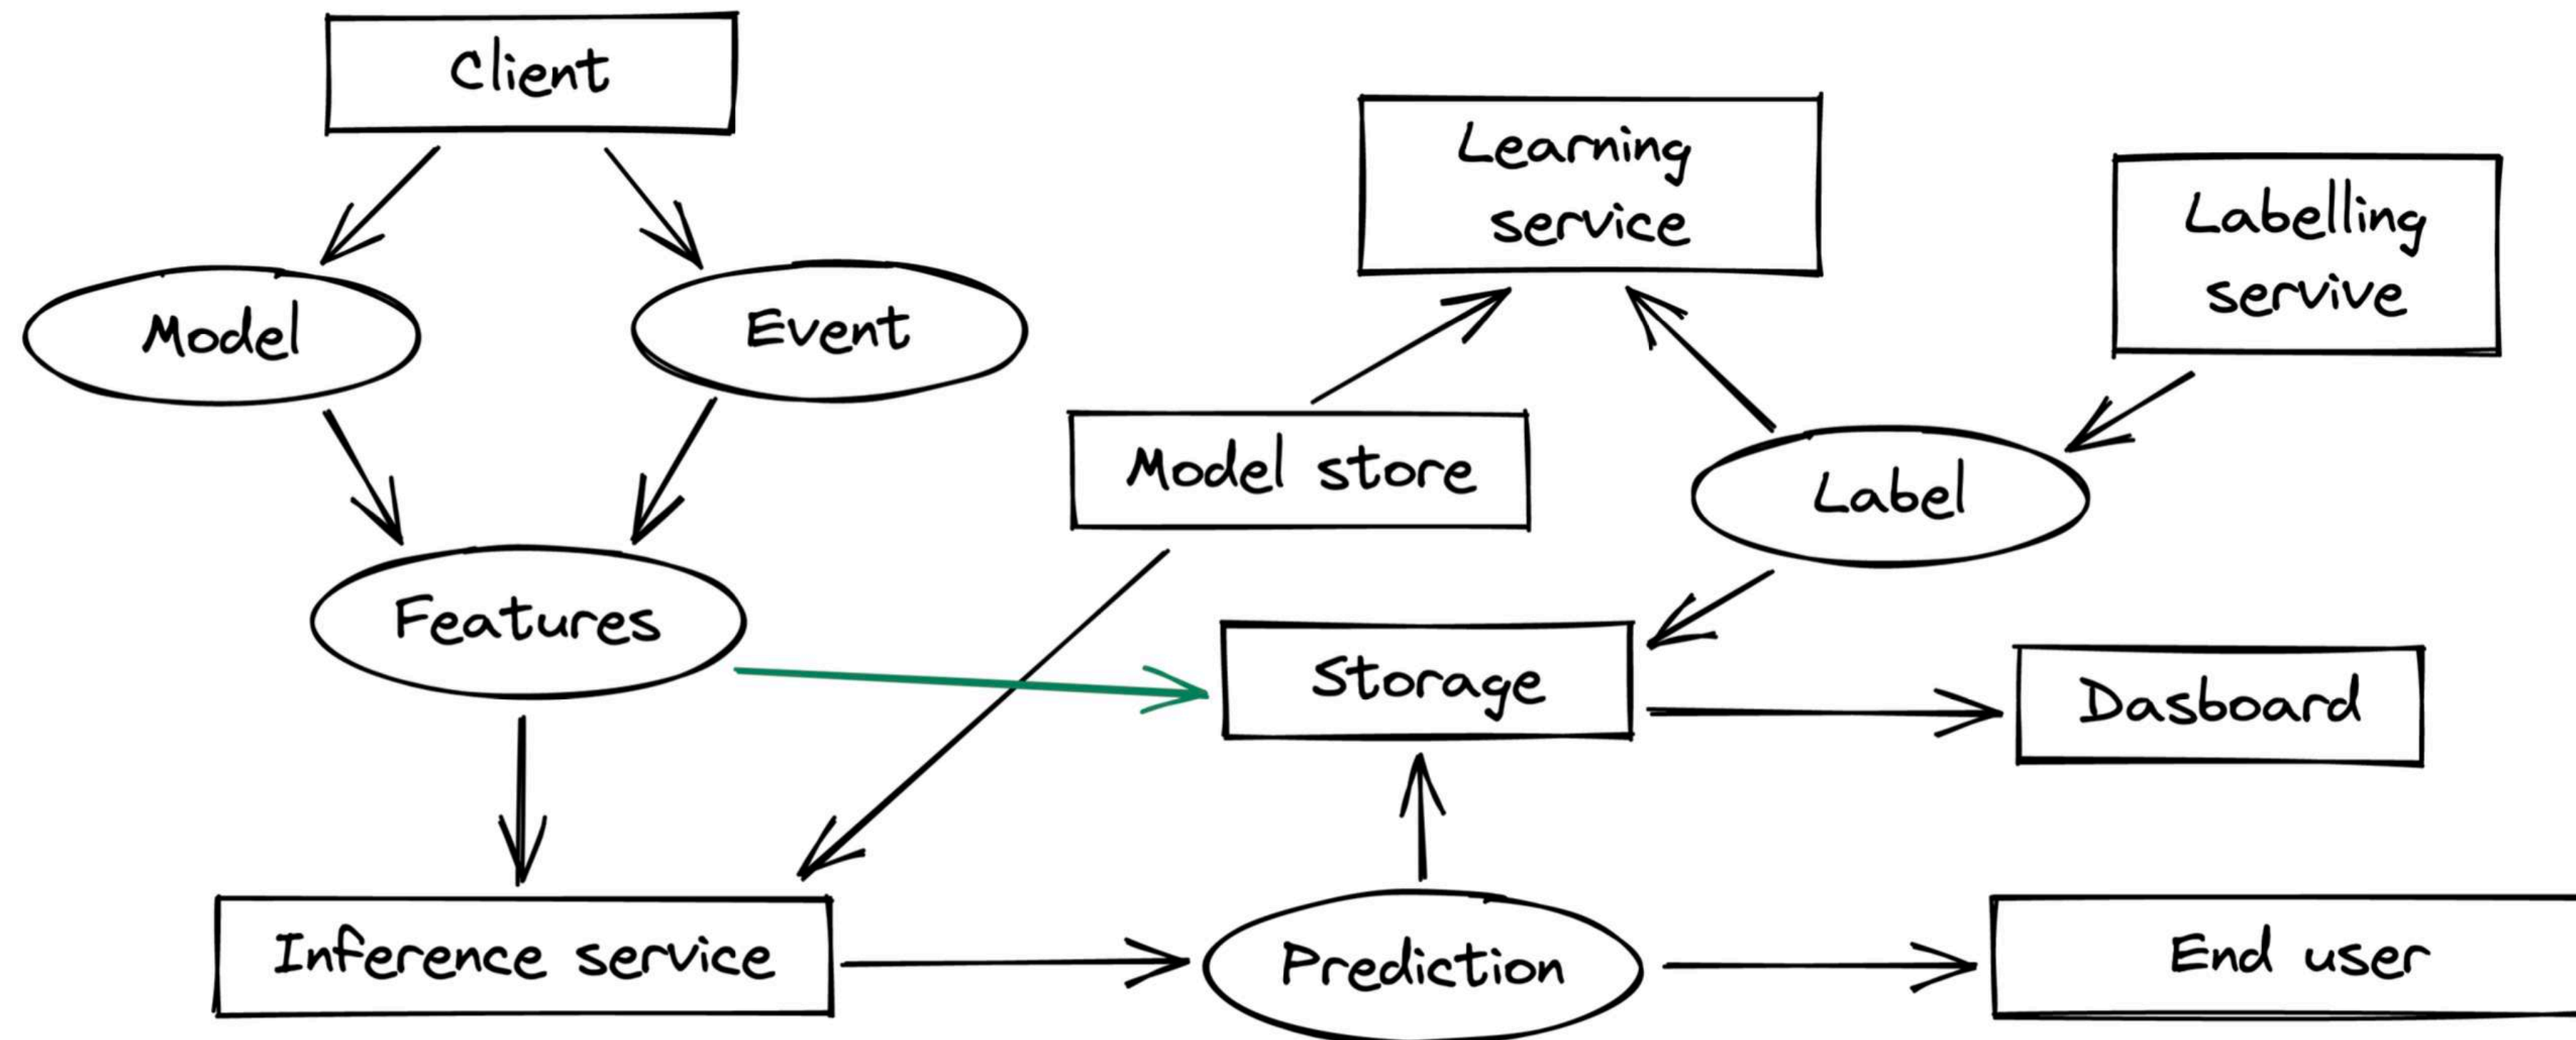 Client
Learning
service
Labelling
servive
Model
Event
Model store
Label
Features
Storage
Dasboard
Inference service
Prediction
End user